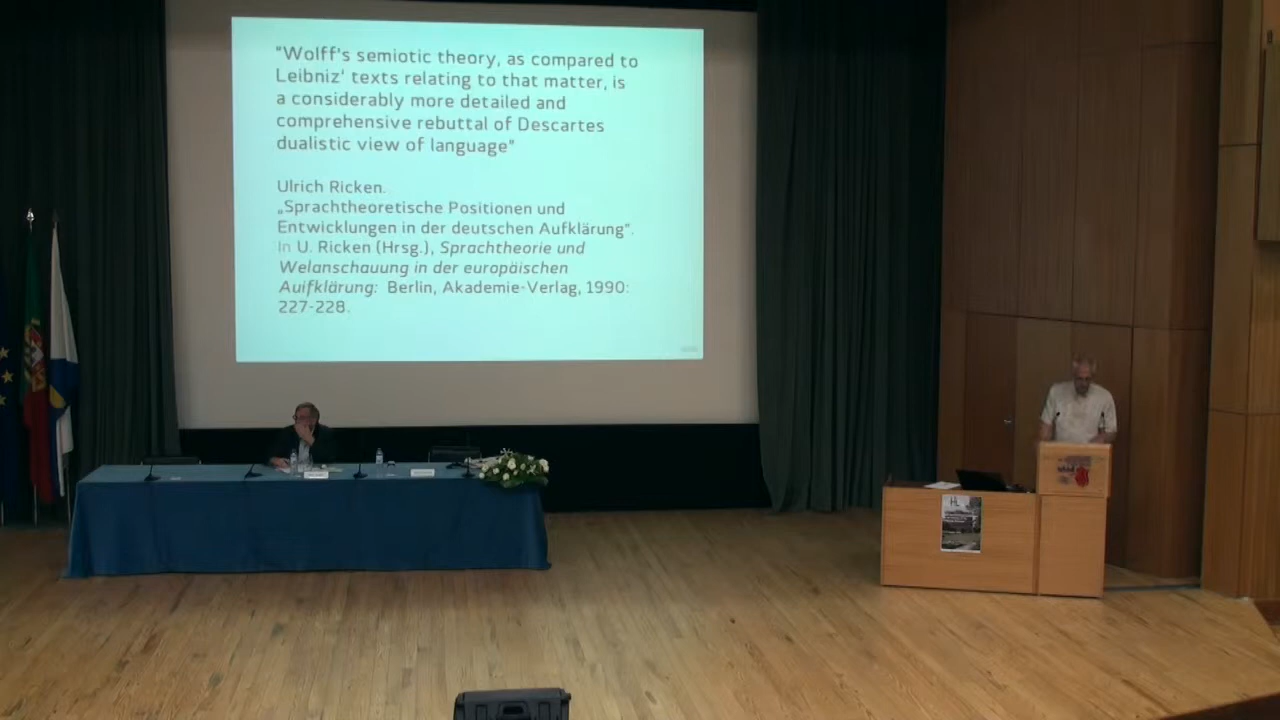 "Wolff's semiotic theory, as compared to
Leibniz' texts relating to that matter, is
a considerably more detailed and
comprehensive rebuttal of Descartes
dualistic view of language"
Ulrich Ricken.
„Sprachtheoretische Positionen und
Entwicklungen in der deutschen Aufklärung".
In U. Ricken (Hrsg.), Sprachtheorie und
Welanschauung in der europäischen
Auifklärung: Berlin, Akademie-Verlag, 1990:
227-228.